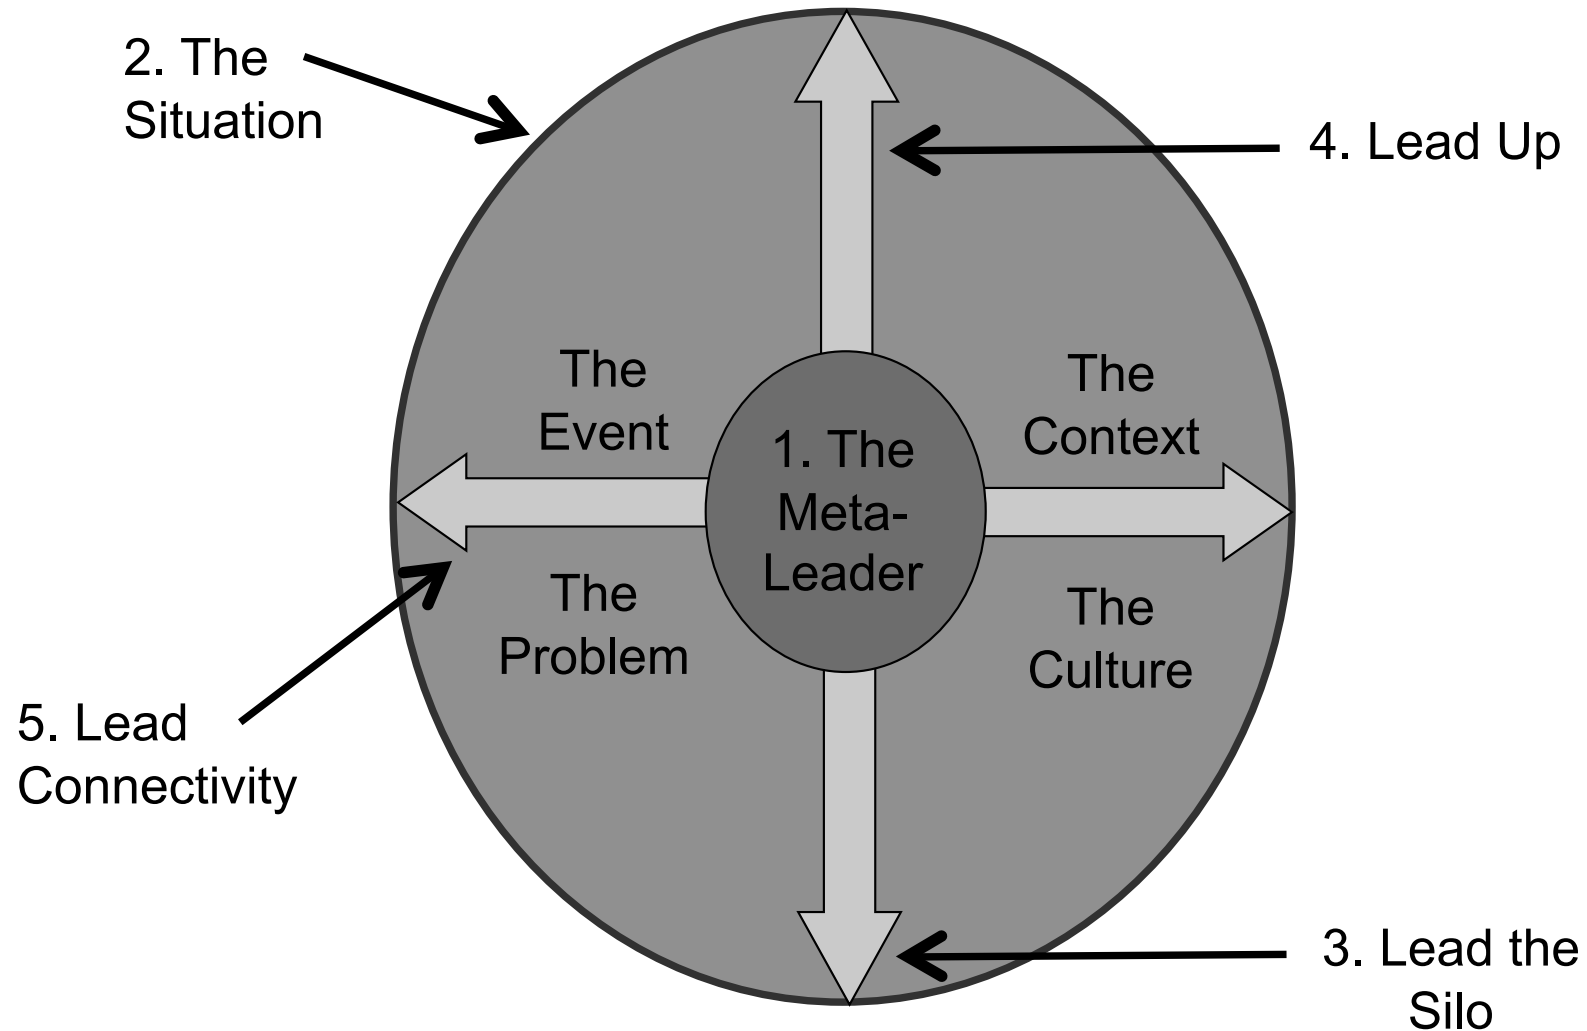 2. The
Situation
4. Lead Up
The
Event
The
Context
1. The
Meta-
Leader
The
Problem
The
Culture
5. Lead
Connectivity
3. Lead the
Silo